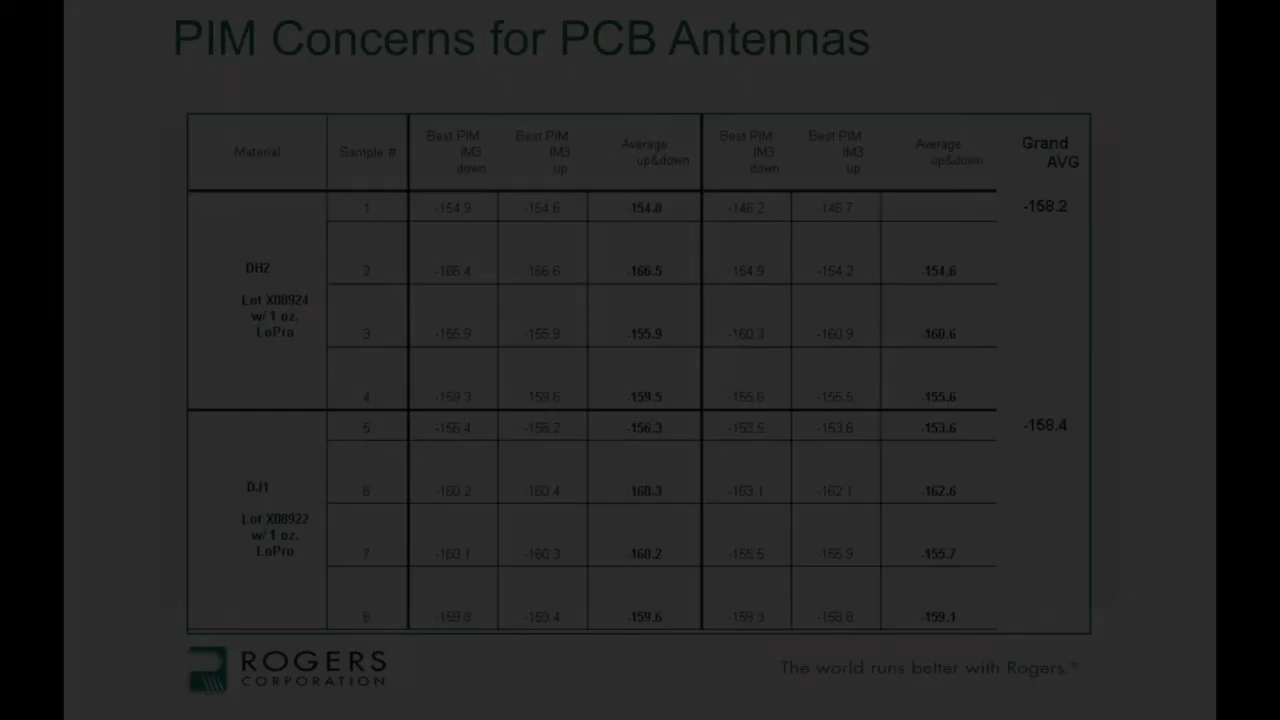 PIM Concerns for PCB Antennas
Material Sample # Best PIM IM3 down Best PIM IM3 up Average up&down Best PIM IM3 down Best PIM IM3 up Average up&down Grand AVG
DH2
Lot X08924
w/ 1 oz.
LoPro
1 -154.9 -154.6 -154.8 -146.2 -146.7 -158.2
2 -166.4 -166.6 -166.5 -154.9 -154.2 -154.6
3 -155.9 -155.9 -155.9 -160.3 -160.9 -160.6
4 -159.3 -159.6 -159.5 -155.6 -155.5 -155.6
DJ1
Lot X08922
w/ 1 oz.
LoPro
5 -156.4 -156.2 -156.3 -153.5 -153.6 -153.6 -158.4
6 -160.2 -160.4 -160.3 -163.1 -162.1 -162.6
7 -160.1 -160.3 -160.2 -155.5 -155.9 -155.7
8 -159.8 -159.4 -159.6 -159.3 -158.8 -159.1
ROGERS
CORPORATION
The world runs better with Rogers.®